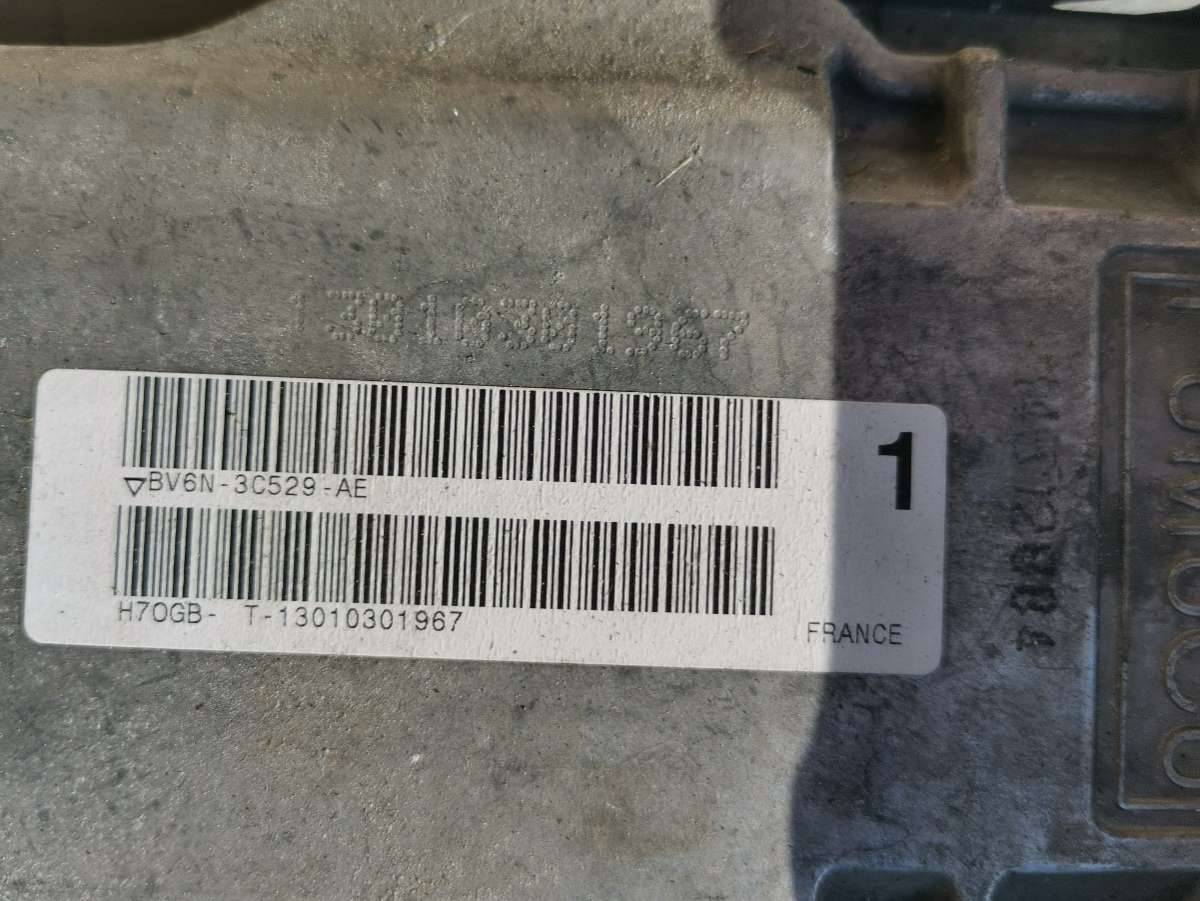 13010301967
▽BV6N-3C529-AE
1
H7OGB- T-13010301967
FRANCE